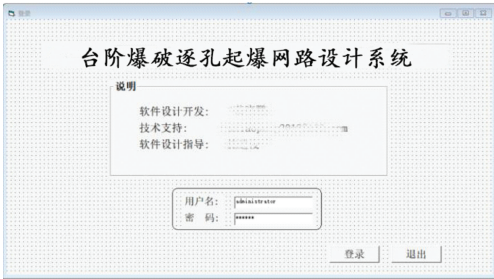 登录
台阶爆破逐孔起爆网路设计系统
说明
软件设计开发：
技术支持：
软件设计指导：
用户名： administrator
密 码： ******
登录 退出